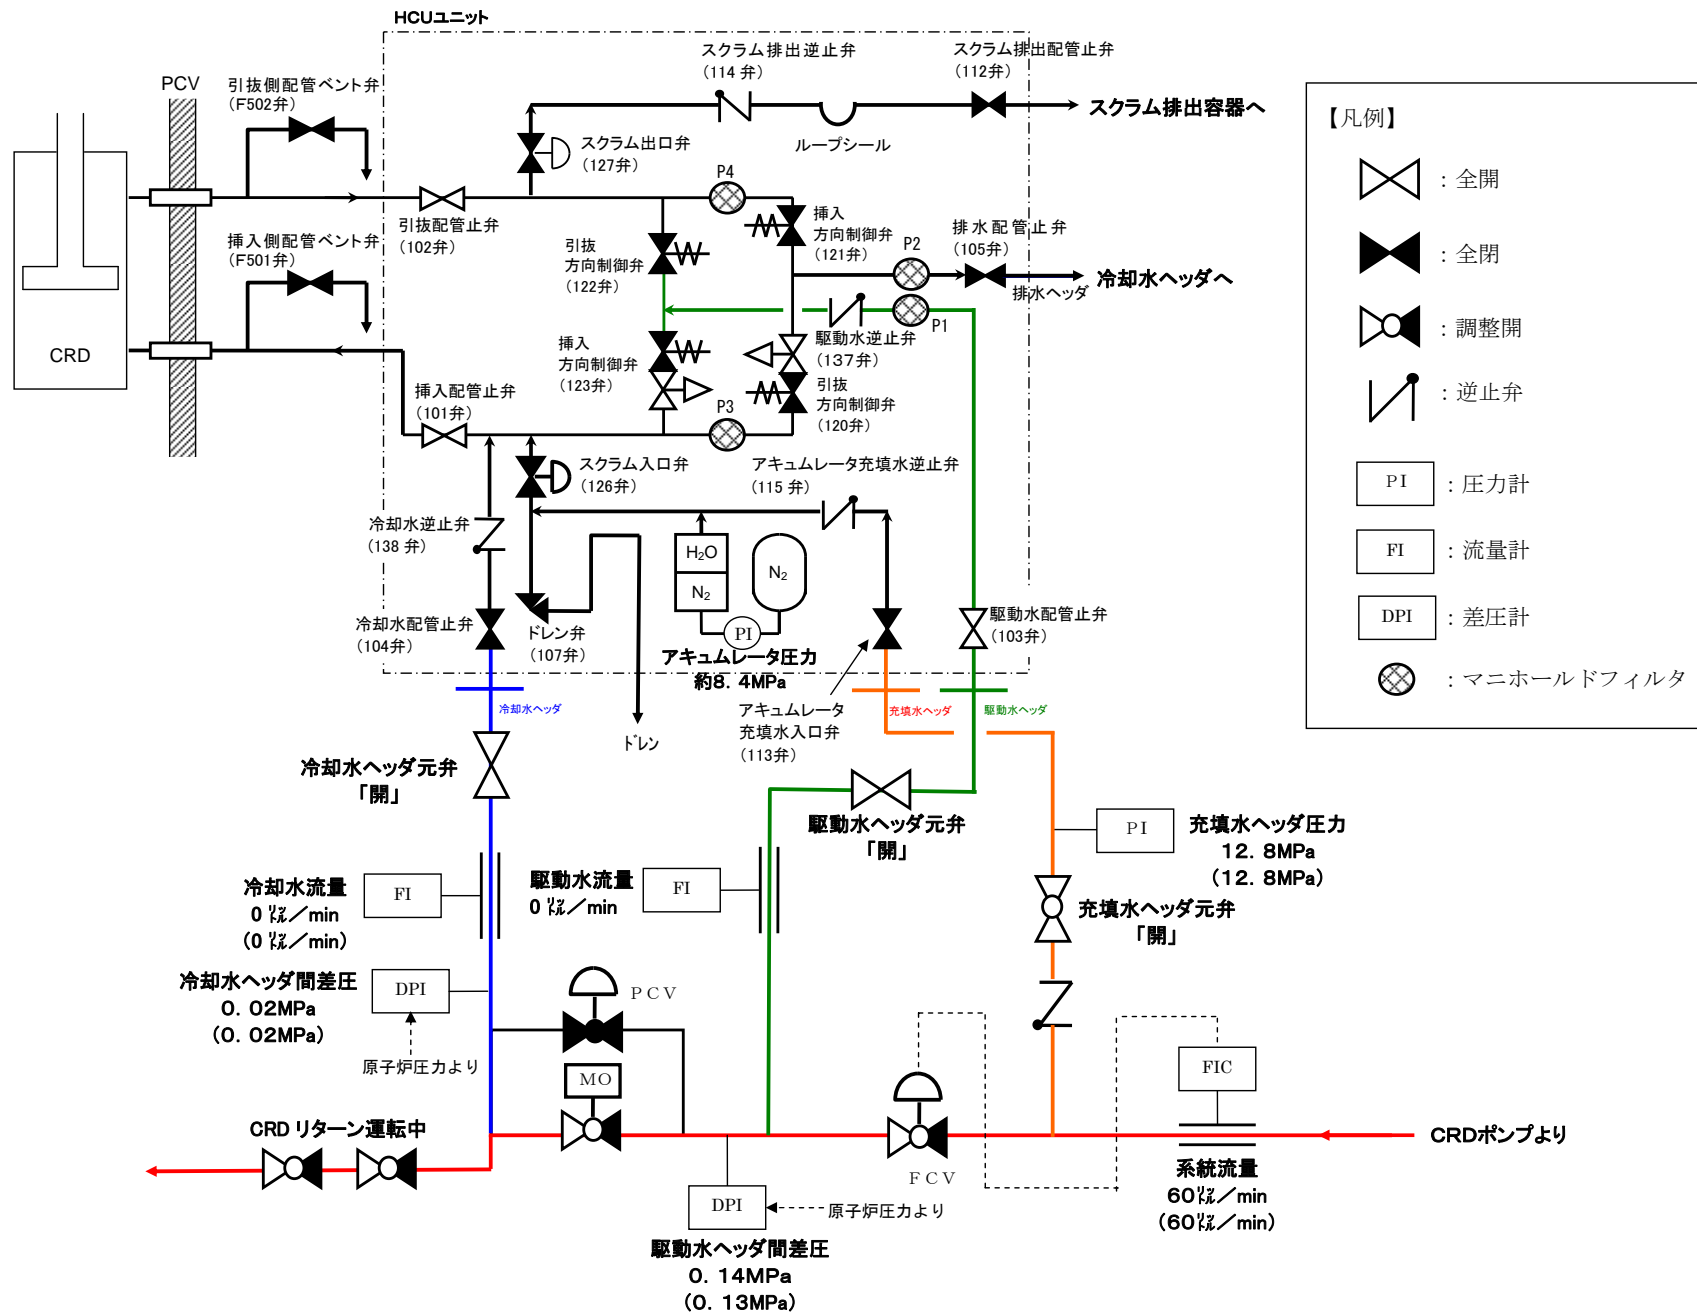 HCUユニット
スクラム排出逆止弁
(114 弁)
スクラム排出配管止弁
(112弁)
PCV
引抜側配管ベント弁
(F502弁)
スクラム排出容器へ
スクラム出口弁
(127弁)
ループシール
P4
引抜配管止弁
(102弁)
挿入
方向制御弁
(121弁)
排水配管止弁
(105弁)
挿入側配管ベント弁
(F501弁)
引抜
方向制御弁
(122弁)
P2
冷却水ヘッダへ
排水ヘッダ
P1
CRD
挿入
方向制御弁
(123弁)
駆動水逆止弁
(137弁)
引抜
方向制御弁
(120弁)
挿入配管止弁
(101弁)
P3
スクラム入口弁
(126弁)
アキュムレータ充填水逆止弁
(115 弁)
冷却水逆止弁
(138 弁)
H₂O
N₂
N₂
PI
冷却水配管止弁
(104弁)
ドレン弁
(107弁)
アキュムレータ圧力
約8.4MPa
駆動水配管止弁
(103弁)
冷却水ヘッダ
アキュムレータ
充填水入口弁
(113弁)
充填水ヘッダ
駆動水ヘッダ
ドレン
冷却水ヘッダ元弁
「開」
駆動水ヘッダ元弁
「開」
PI
充填水ヘッダ圧力
12.8MPa
(12.8MPa)
冷却水流量
0 ㍑/min
(0 ㍑/min)
FI
駆動水流量
0 ㍑/min
FI
充填水ヘッダ元弁
「開」
冷却水ヘッダ間差圧
0.02MPa
(0.02MPa)
DPI
原子炉圧力より
PCV
MO
FIC
CRD リターン運転中
CRDポンプより
FCV
系統流量
60㍑/min
(60㍑/min)
DPI
原子炉圧力より
駆動水ヘッダ間差圧
0.14MPa
(0.13MPa)
【凡例】
:全開
:全閉
:調整開
:逆止弁
PI :圧力計
FI :流量計
DPI :差圧計
:マニホールドフィルタ